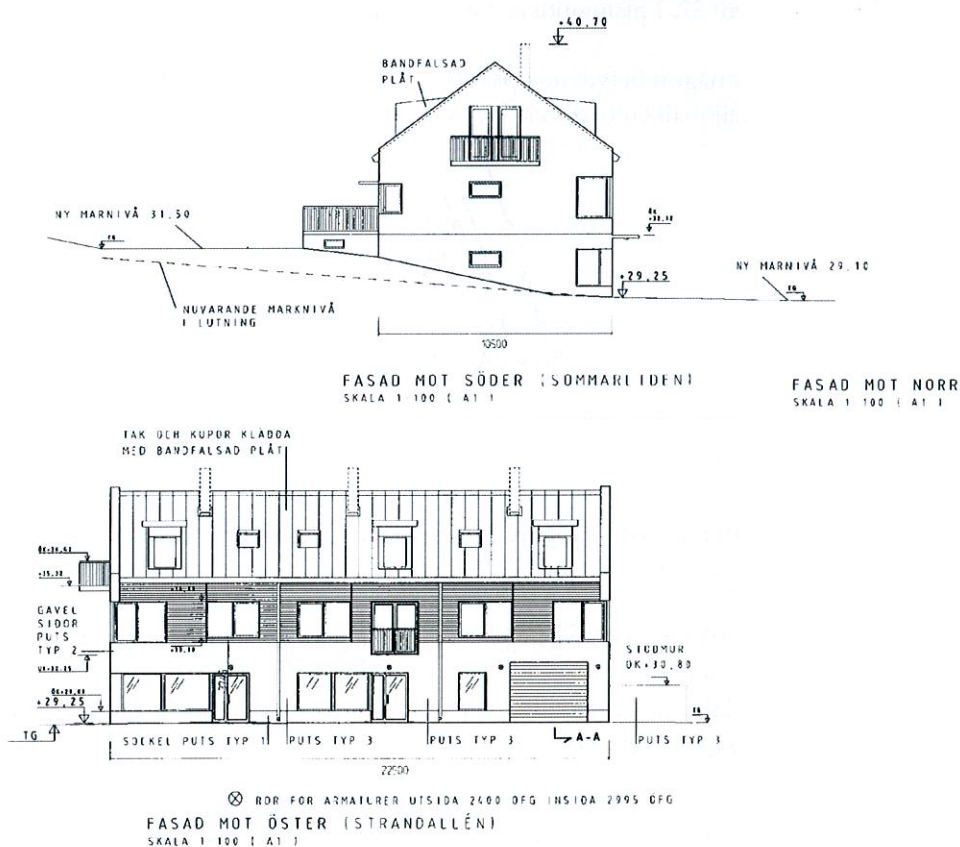 +40,70
BANDFALSAD
PLÅT
NY MARNIVÅ 31.50
+29,25
NY MARNIVÅ 29.10
NUVARANDE MARKNIVÅ
I LUTNING
10500
FASAD MOT SÖDER (SOMMARLIDEN)
SKALA 1 100 ( A1 )
FASAD MOT NORR
SKALA 1 100 ( A1 )
TAK OCH KUPOR KLÄDDA
MED BANDFALSAD PLÅT
GAVEL
SIDOR
PUTS
TYP 2
STÖDMUR
ÖK+30,80
+29,25
TG
SOCKEL PUTS TYP 1
PUTS TYP 3
PUTS TYP 3
A-A
PUTS TYP 3
22500
RÖR FÖR ARMATURER UTSIDA 2400 ÖFG INSIDA 2995 ÖFG
FASAD MOT ÖSTER (STRANDALLÉN)
SKALA 1 100 ( A1 )